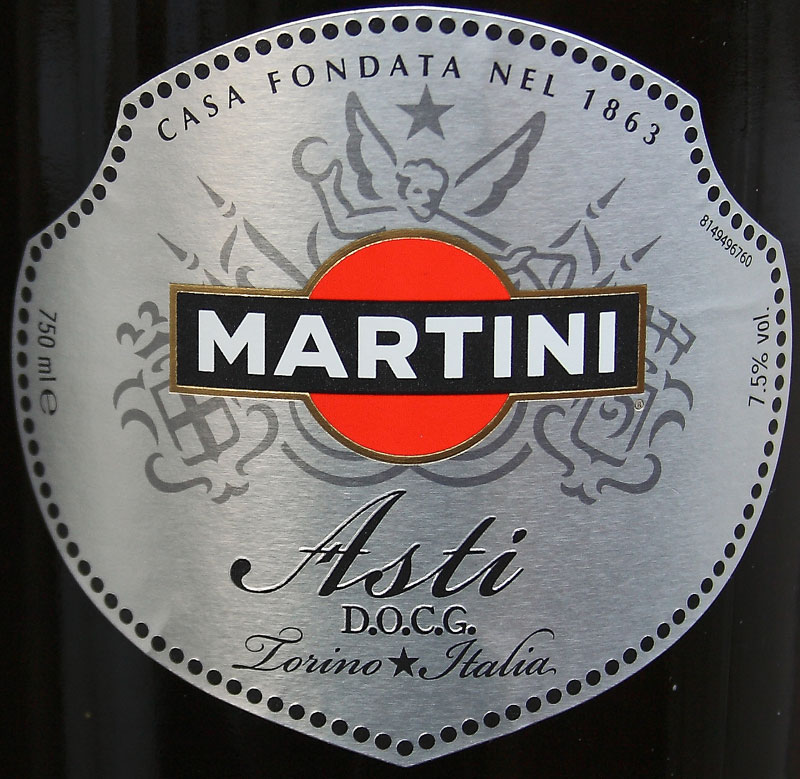 CASA FONDATA NEL 1863
8149496760
MARTINI
®
750 ml e
7.5% vol.
Asti
D.O.C.G.
Torino ★ Italia